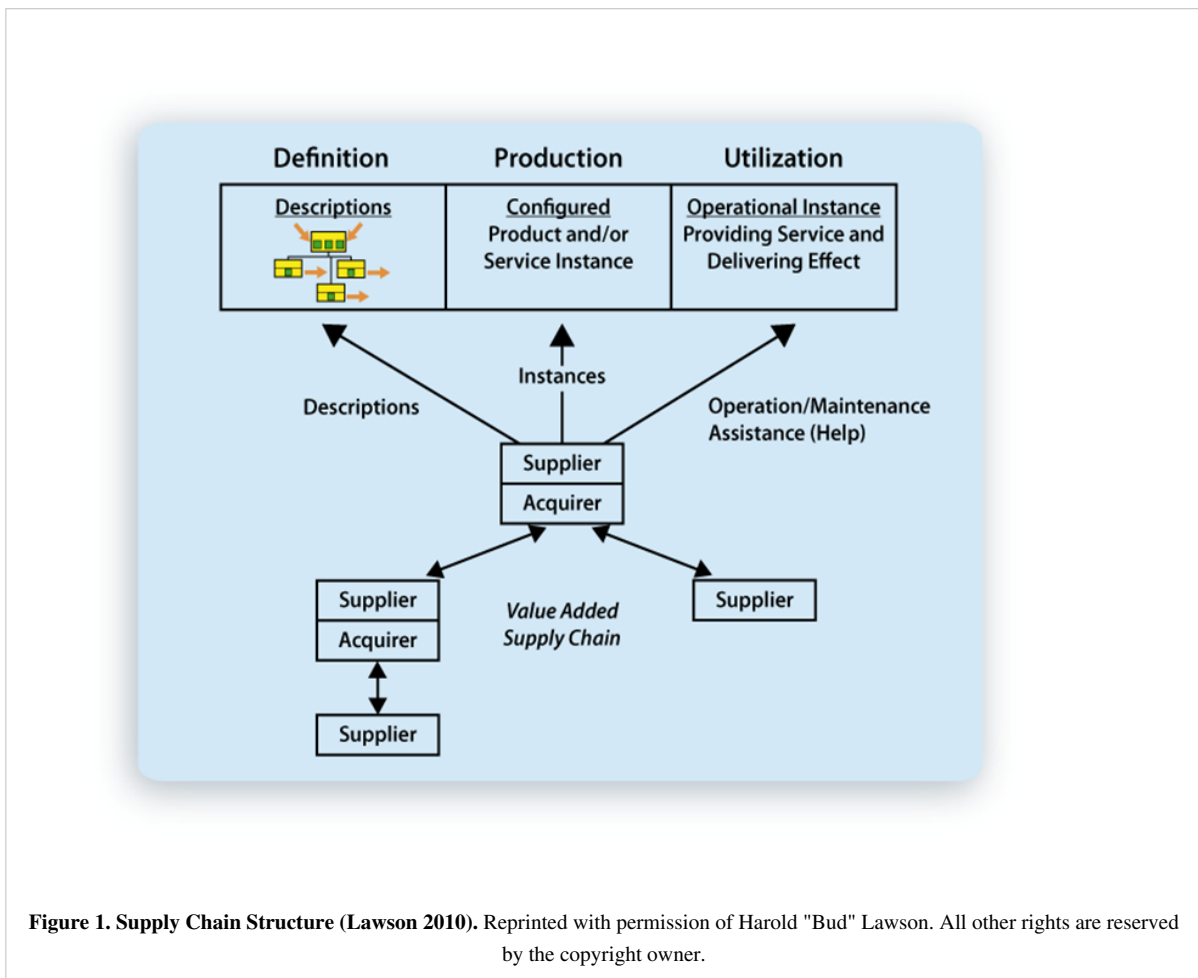 Definition
Production
Utilization
Descriptions
Configured
Product and/or
Service Instance
Operational Instance
Providing Service and
Delivering Effect
Descriptions
Instances
Operation/Maintenance
Assistance (Help)
Supplier
Acquirer
Supplier
Acquirer
Value Added
Supply Chain
Supplier
Supplier
Figure 1. Supply Chain Structure (Lawson 2010). Reprinted with permission of Harold "Bud" Lawson. All other rights are reserved
by the copyright owner.